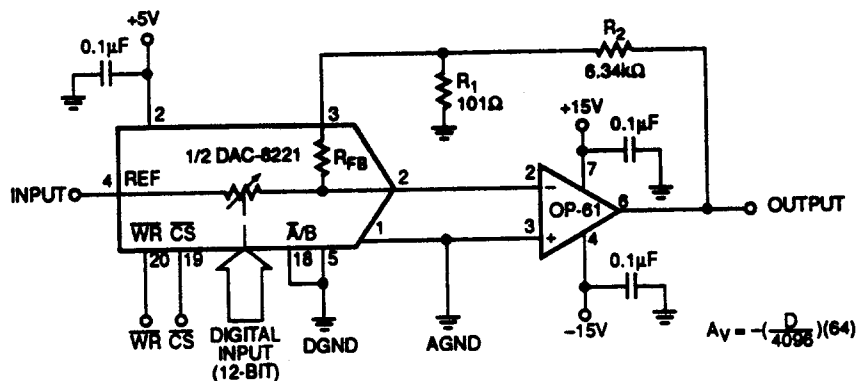 +5V
0.1µF
R2
6.34kΩ
R1
101Ω
+15V
0.1µF
2
3
1/2 DAC-8221
RFB
INPUT
4
REF
2
2
−
7
OP-61
6
OUTPUT
WR
CS
A/B
1
3
+
4
20
19
18
5
0.1µF
WR
CS
DIGITAL
INPUT
(12-BIT)
DGND
AGND
−15V
AV = −(D/4096)(64)